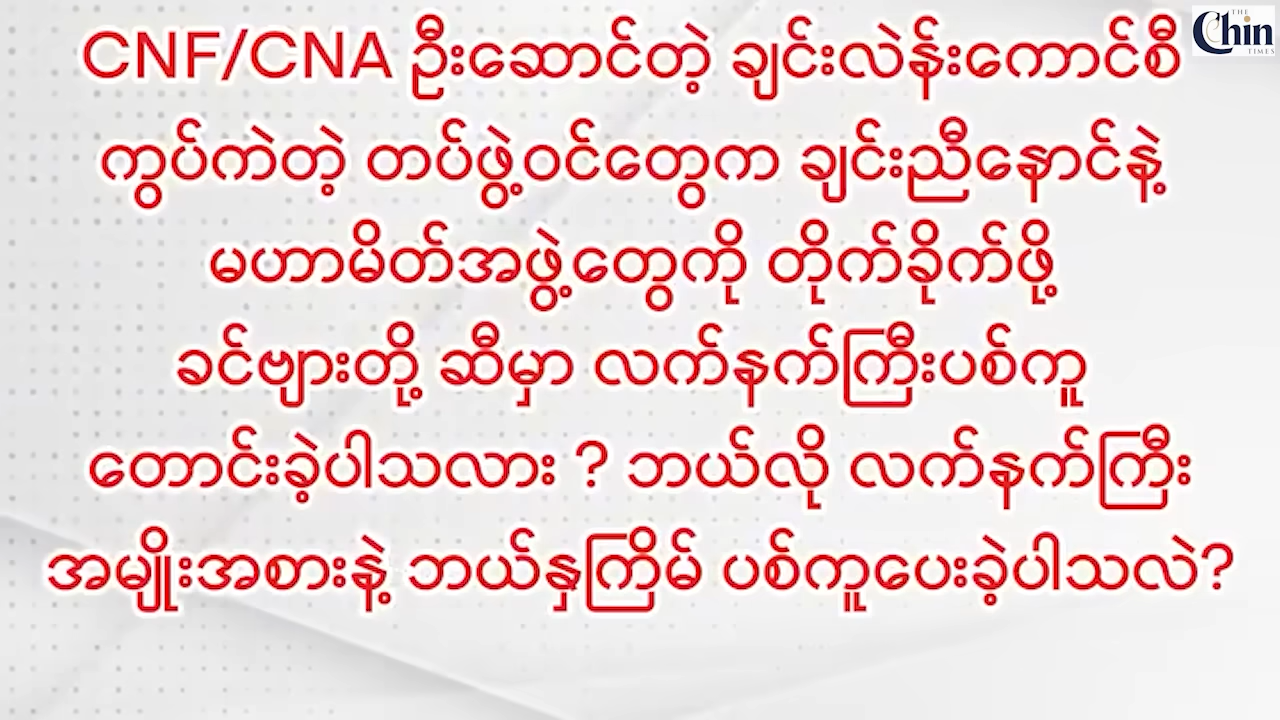 THE
Chin
TIMES
CNF/CNA ဦးဆောင်တဲ့ ချင်းလဲန်းကောင်စီ
ကွပ်ကဲတဲ့ တပ်ဖွဲ့ဝင်တွေက ချင်းညီနောင်နဲ့
မဟာမိတ်အဖွဲ့တွေကို တိုက်ခိုက်ဖို့
ခင်ဗျားတို့ ဆီမှာ လက်နက်ကြီးပစ်ကူ
တောင်းခဲ့ပါသလား ? ဘယ်လို လက်နက်ကြီး
အမျိုးအစားနဲ့ ဘယ်နှကြိမ် ပစ်ကူပေးခဲ့ပါသလဲ?